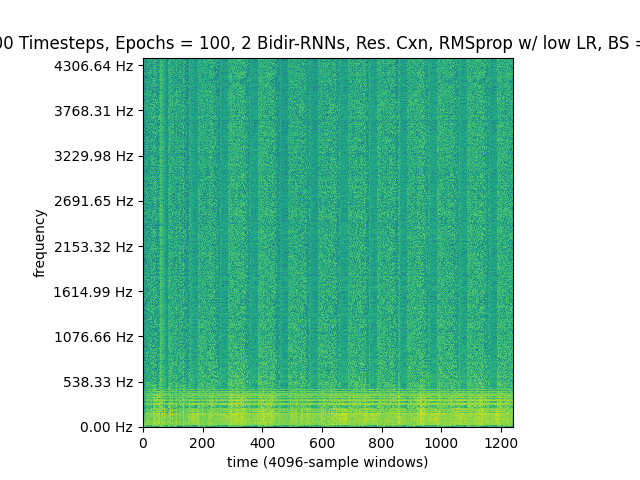 00 Timesteps, Epochs = 100, 2 Bidir-RNNs, Res. Cxn, RMSprop w/ low LR, BS =
4306.64 Hz
3768.31 Hz
3229.98 Hz
2691.65 Hz
2153.32 Hz
1614.99 Hz
1076.66 Hz
538.33 Hz
0.00 Hz
frequency
0 200 400 600 800 1000 1200
time (4096-sample windows)